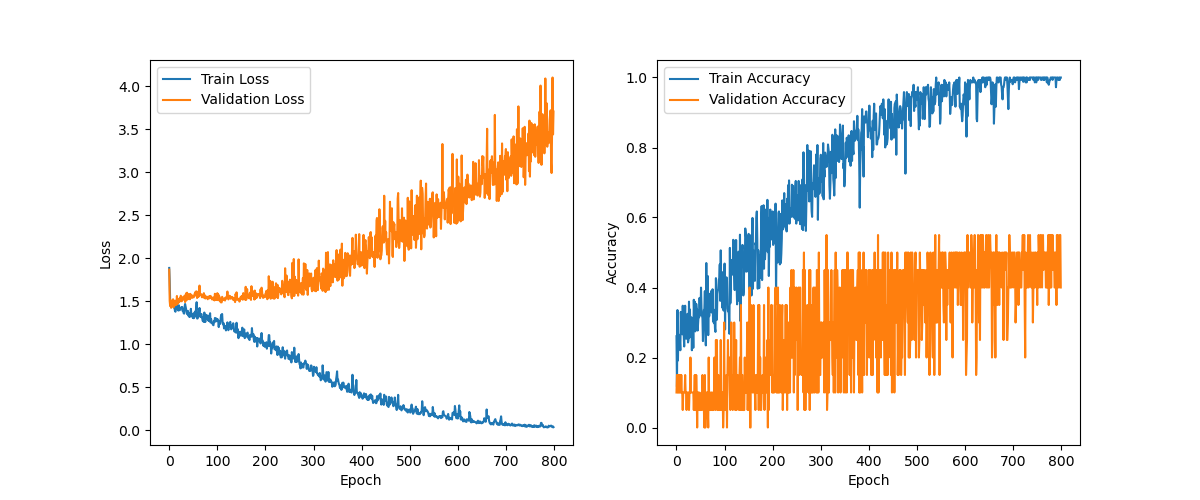 Train Loss
Validation Loss
4.0
3.5
3.0
2.5
2.0
1.5
1.0
0.5
0.0
Loss
0 100 200 300 400 500 600 700 800
Epoch
Train Accuracy
Validation Accuracy
1.0
0.8
0.6
0.4
0.2
0.0
Accuracy
0 100 200 300 400 500 600 700 800
Epoch